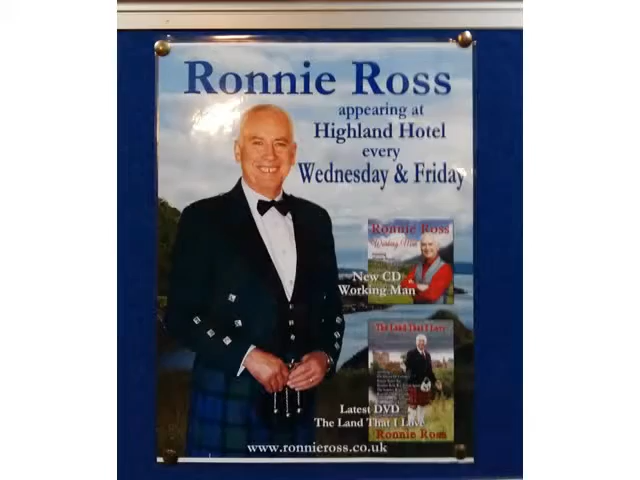 Ronnie Ross
appearing at
Highland Hotel
every
Wednesday & Friday
Ronnie Ross
Working Man
New CD
Working Man
The Land That I Love
Latest DVD
The Land That I Love
Ronnie Ross
www.ronnieross.co.uk